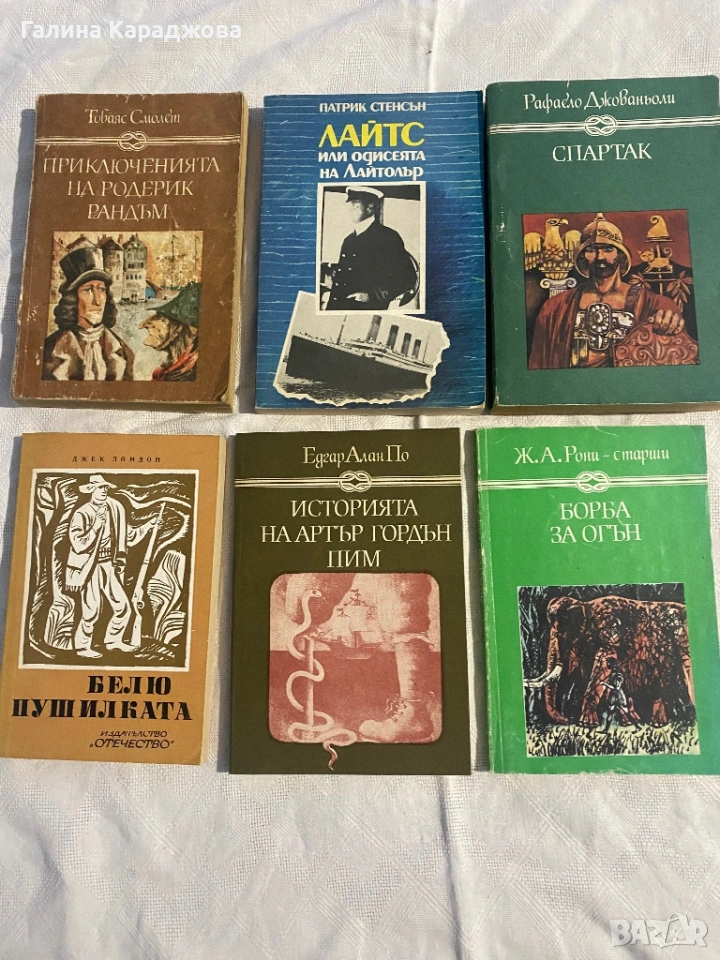 Галина Караджова
Тобаяс Смолет
ПРИКЛЮЧЕНИЯТА
НА РОДЕРИК
РАНДЪМ
ПАТРИК СТЕНСЪН
ЛАЙТС
ИЛИ ОДИСЕЯТА
НА ЛАЙТОЛЪР
Рафаело Джованьоли
СПАРТАК
ДЖЕК ЛОНДОН
БЕЛЮ
ПУШИЛКАТА
ИЗДАТЕЛСТВО
„ОТЕЧЕСТВО"
Едгар Алан По
ИСТОРИЯТА
НА АРТЪР ГОРДЪН
ПИМ
Ж. А. Рони - старши
БОРБА
ЗА ОГЪН
BAZAR